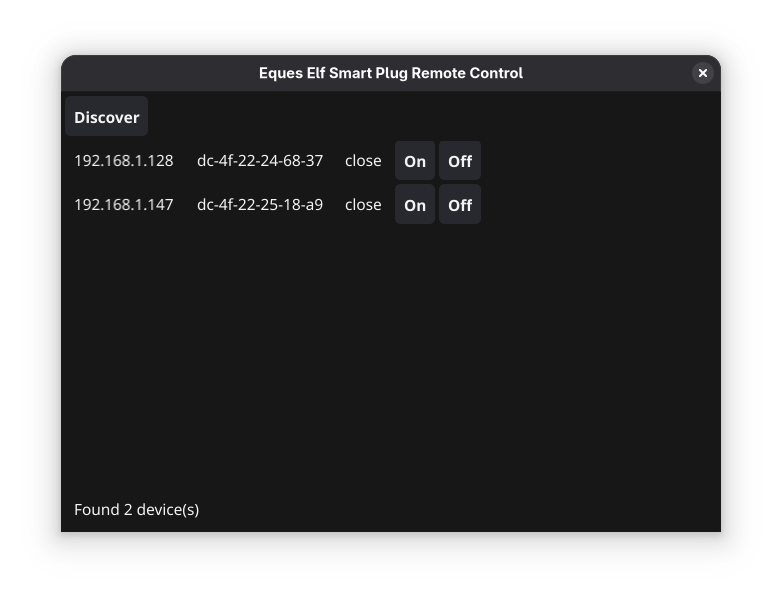 Eques Elf Smart Plug Remote Control
Discover
192.168.1.128 dc-4f-22-24-68-37 close On Off
192.168.1.147 dc-4f-22-25-18-a9 close On Off
Found 2 device(s)